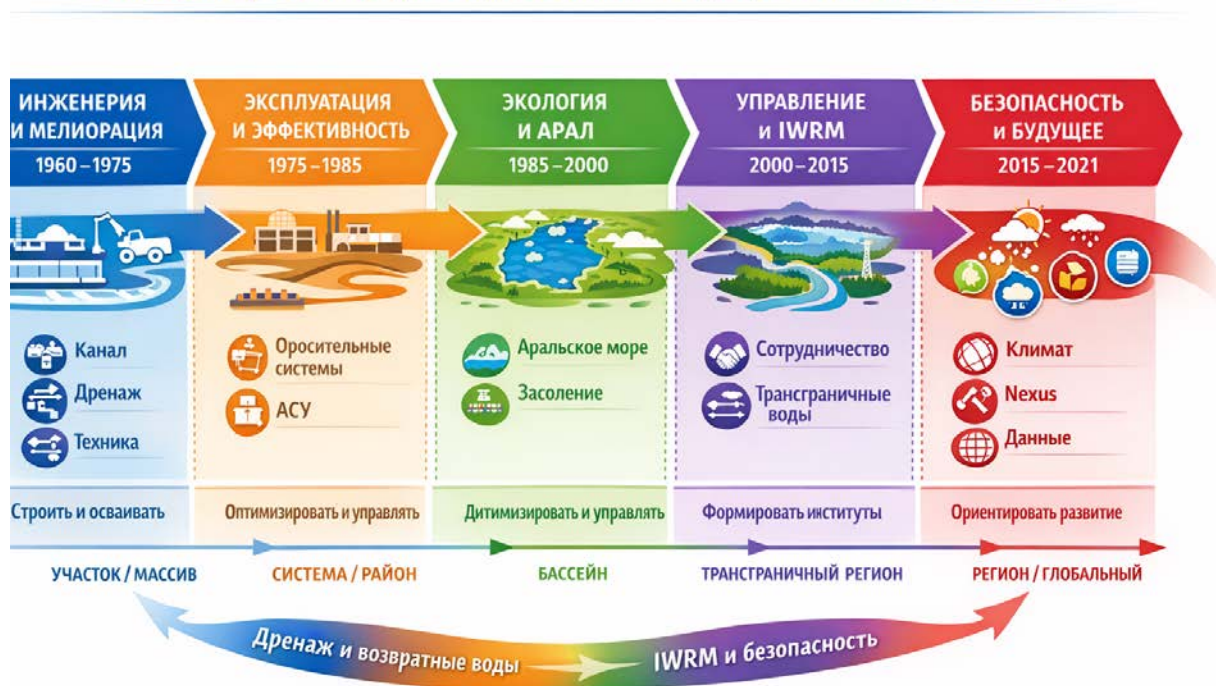 ИНЖЕНЕРИЯ
И МЕЛИОРАЦИЯ
1960–1975
ЭКСПЛУАТАЦИЯ
И ЭФФЕКТИВНОСТЬ
1975–1985
ЭКОЛОГИЯ
И АРАЛ
1985–2000
УПРАВЛЕНИЕ
И IWRM
2000–2015
БЕЗОПАСНОСТЬ
И БУДУЩЕЕ
2015–2021
Канал
Дренаж
Техника
Оросительные
системы
АСУ
Аральское море
Засоление
Сотрудничество
Трансграничные
воды
Климат
Nexus
Данные
Строить и осваивать
Оптимизировать и управлять
Дитимизировать и управлять
Формировать институты
Ориентировать развитие
УЧАСТОК / МАССИВ
СИСТЕМА / РАЙОН
БАССЕЙН
ТРАНСГРАНИЧНЫЙ РЕГИОН
РЕГИОН / ГЛОБАЛЬНЫЙ
Дренаж и возвратные воды
IWRM и безопасность